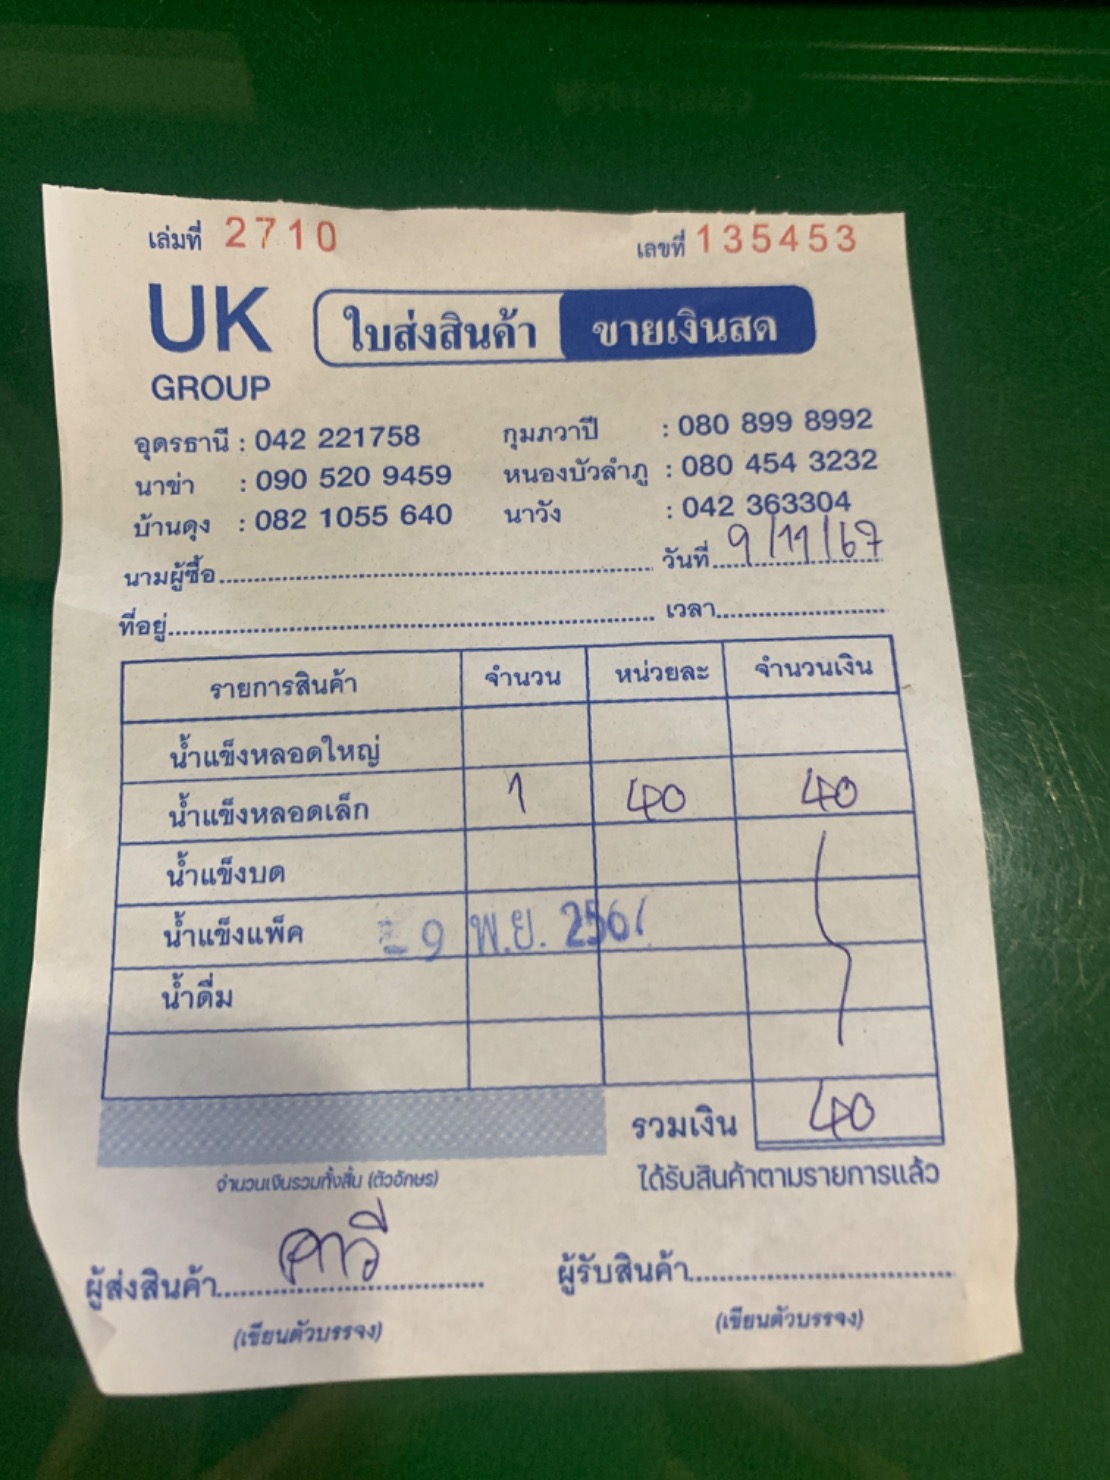 เล่มที่ 2710 เลขที่ 135453
UK GROUP ใบส่งสินค้า ขายเงินสด
อุดรธานี : 042 221758 กุมภวาปี : 080 899 8992
นาข่า : 090 520 9459 หนองบัวลำภู : 080 454 3232
บ้านดุง : 082 1055 640 นาวัง : 042 363304
นามผู้ซื้อ วันที่ 9/11/67
ที่อยู่ เวลา
รายการสินค้า จำนวน หน่วยละ จำนวนเงิน
น้ำแข็งหลอดใหญ่
น้ำแข็งหลอดเล็ก 1 40 40
น้ำแข็งบด
น้ำแข็งแพ็ค - 9 พ.ย. 2567
น้ำดื่ม
รวมเงิน 40
จำนวนเงินรวมทั้งสิ้น (ตัวอักษร) ได้รับสินค้าตามรายการแล้ว
ผู้ส่งสินค้า ผู้รับสินค้า
(เขียนตัวบรรจง) (เขียนตัวบรรจง)